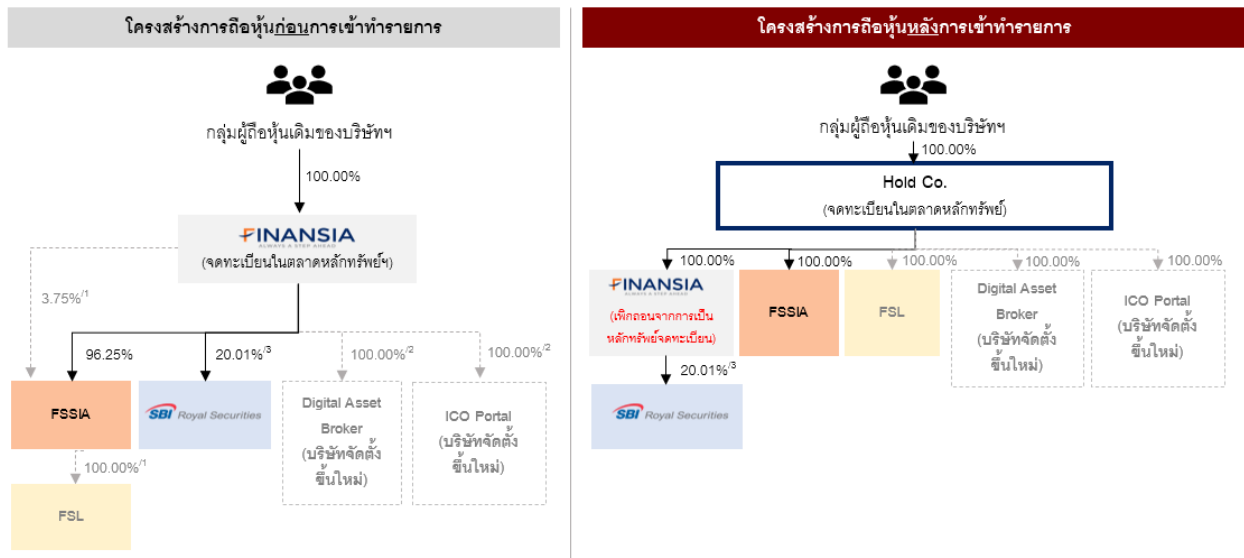 โครงสร้างการถือหุ้นก่อนการเข้าทำรายการ
กลุ่มผู้ถือหุ้นเดิมของบริษัทฯ
100.00%
FINANSIA
ALWAYS A STEP AHEAD
(จดทะเบียนในตลาดหลักทรัพย์ฯ)
3.75%/1
96.25%
20.01%/3
100.00%/2
100.00%/2
FSSIA
SBI Royal Securities
Digital Asset
Broker
(บริษัทจัดตั้ง
ขึ้นใหม่)
ICO Portal
(บริษัทจัดตั้ง
ขึ้นใหม่)
100.00%/1
FSL
โครงสร้างการถือหุ้นหลังการเข้าทำรายการ
กลุ่มผู้ถือหุ้นเดิมของบริษัทฯ
100.00%
Hold Co.
(จดทะเบียนในตลาดหลักทรัพย์)
100.00%
100.00%
100.00%
100.00%
100.00%
FINANSIA
ALWAYS A STEP AHEAD
(เพิกถอนจากการเป็น
หลักทรัพย์จดทะเบียน)
FSSIA
FSL
Digital Asset
Broker
(บริษัทจัดตั้ง
ขึ้นใหม่)
ICO Portal
(บริษัทจัดตั้ง
ขึ้นใหม่)
20.01%/3
SBI Royal Securities